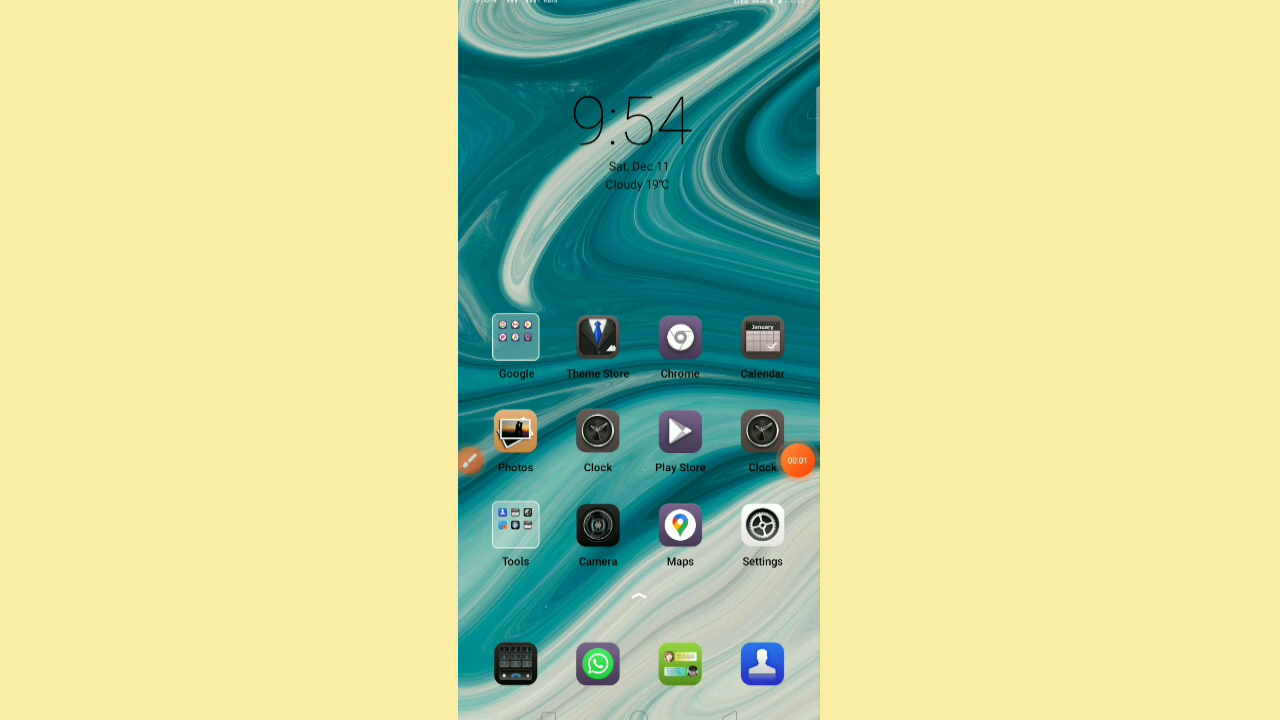 9:54
Sat, Dec 11
Cloudy 19℃
Google
Theme Store
January
Chrome
Calendar
Photos
Clock
Play Store
Clock
00:01
Tools
Camera
Maps
Settings